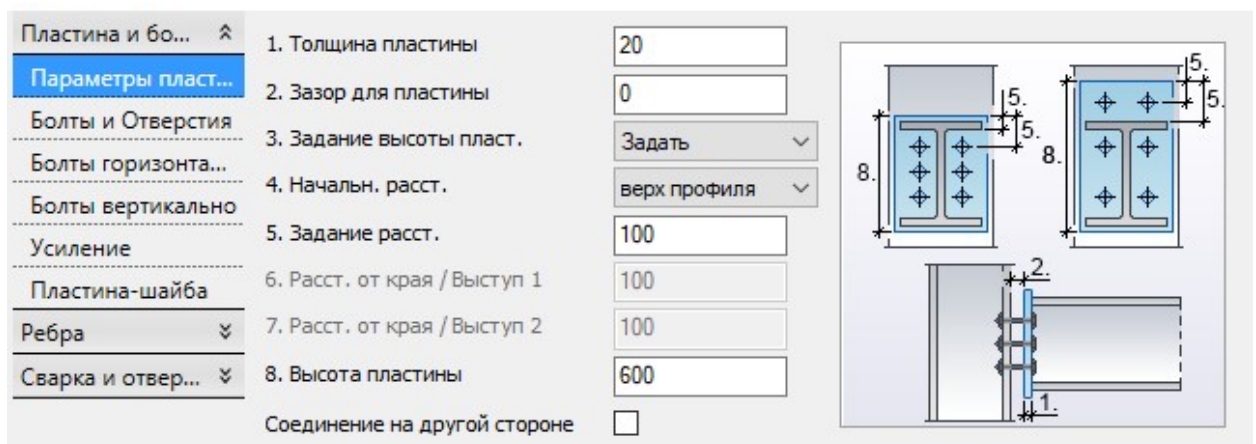 Пластина и бо...
Параметры пласт...
Болты и Отверстия
Болты горизонта...
Болты вертикально
Усиление
Пластина-шайба
Ребра
Сварка и отвер...
1. Толщина пластины 20
2. Зазор для пластины 0
3. Задание высоты пласт. Задать
4. Начальн. расст. верх профиля
5. Задание расст. 100
6. Расст. от края / Выступ 1 100
7. Расст. от края / Выступ 2 100
8. Высота пластины 600
Соединение на другой стороне
5.
5.
8.
5.
5.
8.
2.
1.